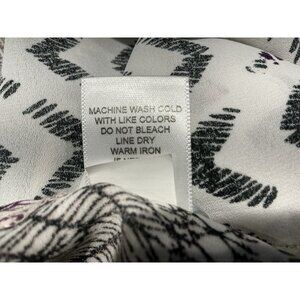 MACHINE WASH COLD
WITH LIKE COLORS
DO NOT BLEACH
LINE DRY
WARM IRON